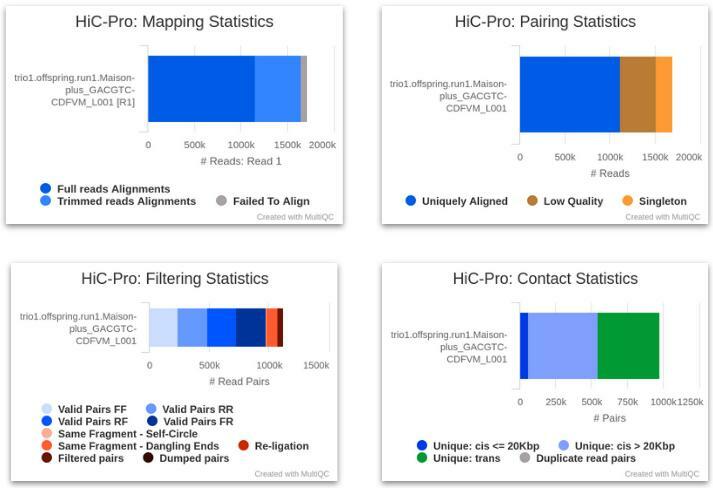 HiC-Pro: Mapping Statistics
trio1.offspring.run1.Maison-
plus_GACGTC-
CDFVM_L001 [R1]
0 500k 1000k 1500k 2000k
# Reads: Read 1
Full reads Alignments
Trimmed reads Alignments Failed To Align
Created with MultiQC
HiC-Pro: Pairing Statistics
trio1.offspring.run1.Maison-
plus_GACGTC-
CDFVM_L001
0 500k 1000k 1500k 2000k
# Reads
Uniquely Aligned Low Quality Singleton
Created with MultiQC
HiC-Pro: Filtering Statistics
trio1.offspring.run1.Maison-
plus_GACGTC-
CDFVM_L001
0 500k 1000k 1500k
# Read Pairs
Valid Pairs FF Valid Pairs RR
Valid Pairs RF Valid Pairs FR
Same Fragment - Self-Circle
Same Fragment - Dangling Ends Re-ligation
Filtered pairs Dumped pairs
Created with MultiQC
HiC-Pro: Contact Statistics
trio1.offspring.run1.Maison-
plus_GACGTC-
CDFVM_L001
0 250k 500k 750k 1000k 1250k
# Pairs
Unique: cis <= 20Kbp Unique: cis > 20Kbp
Unique: trans Duplicate read pairs
Created with MultiQC